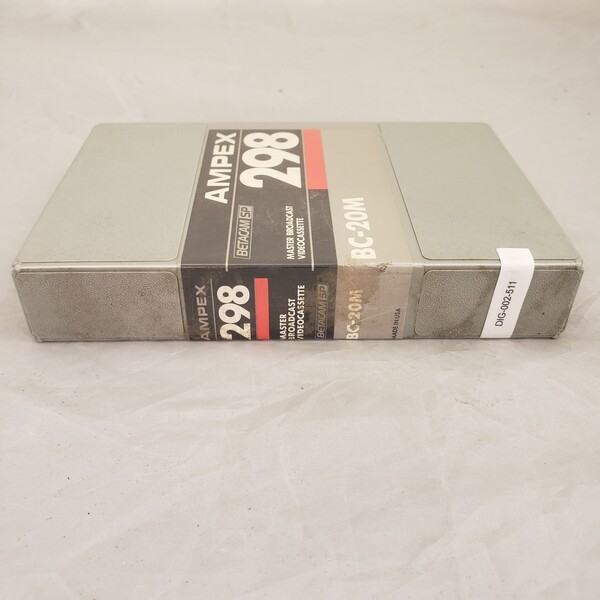 AMPEX
298
BETACAM SP
MASTER BROADCAST
VIDEOCASSETTE
BC-20M
AMPEX
298
MASTER
BROADCAST
VIDEOCASSETTE
BETACAM SP
BC-20M
MADE IN USA
DIG-002-511